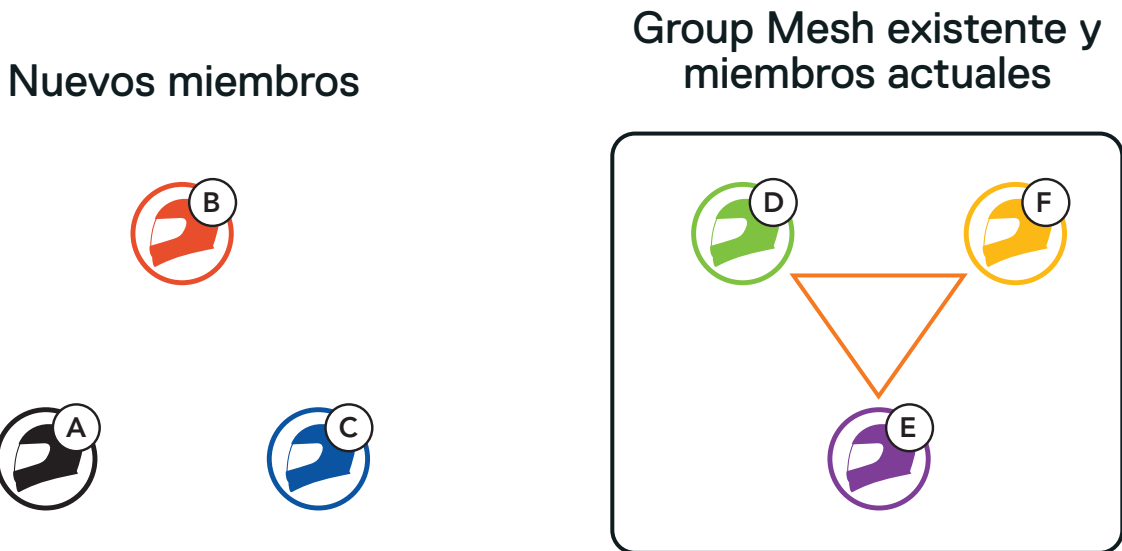 Nuevos miembros
Group Mesh existente y
miembros actuales
B
A
C
D
F
E